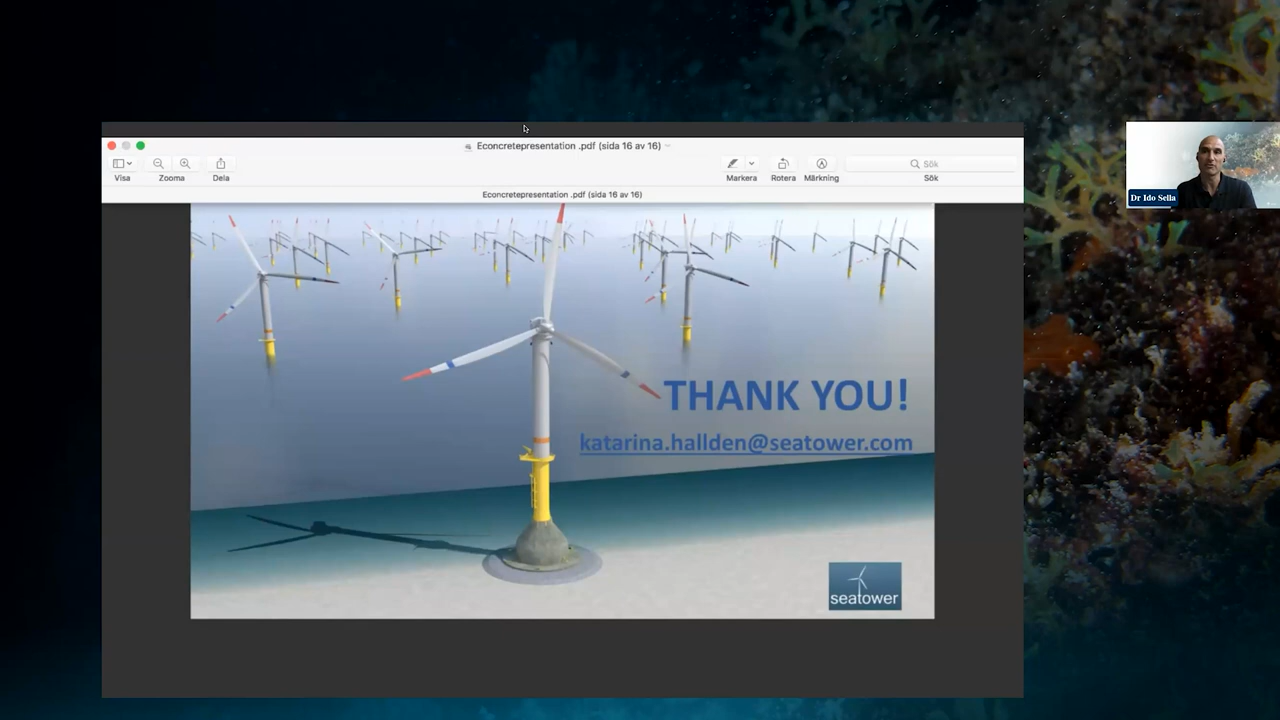 Econcretepresentation .pdf (sida 16 av 16)
Visa
Zooma
Dela
Markera
Rotera
Märkning
Sök
Sök
Econcretepresentation .pdf (sida 16 av 16)
Dr Ido Sella
THANK YOU!
katarina.hallden@seatower.com
seatower